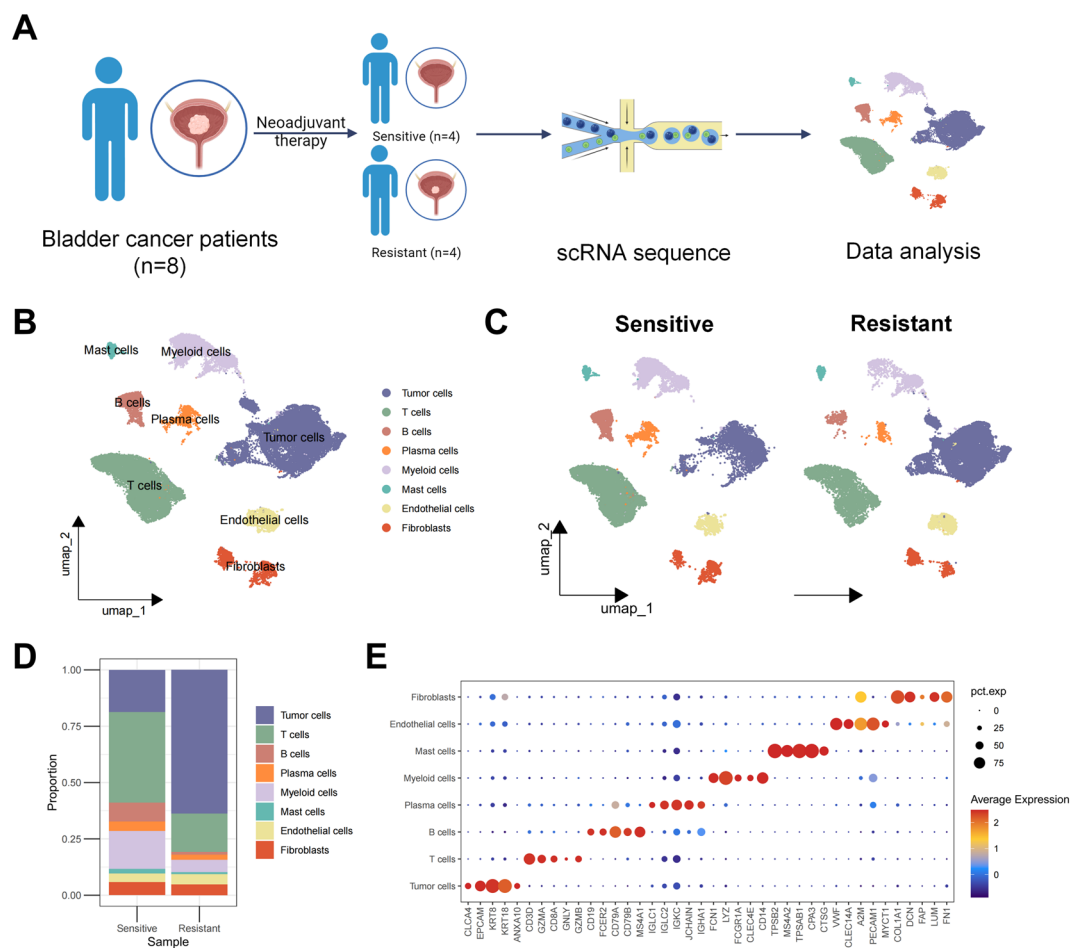 A
Neoadjuvant
therapy
Sensitive (n=4)
Resistant (n=4)
Bladder cancer patients
(n=8)
scRNA sequence
Data analysis
B
Mast cells
Myeloid cells
B cells
Plasma cells
Tumor cells
T cells
Endothelial cells
Fibroblasts
umap_2
umap_1
Tumor cells
T cells
B cells
Plasma cells
Myeloid cells
Mast cells
Endothelial cells
Fibroblasts
C
Sensitive
Resistant
umap_2
umap_1
D
1.00
0.75
0.50
0.25
0.00
Proportion
Sensitive
Resistant
Sample
Tumor cells
T cells
B cells
Plasma cells
Myeloid cells
Mast cells
Endothelial cells
Fibroblasts
E
Fibroblasts
Endothelial cells
Mast cells
Myeloid cells
Plasma cells
B cells
T cells
Tumor cells
CLCA4
EPCAM
KRT8
KRT18
ANXA10
CD3D
GZMA
CD8A
GNLY
GZMB
CD19
FCER2
CD79A
CD79B
MS4A1
IGLC1
IGLC2
IGKC
JCHAIN
IGHA1
FCN1
LYZ
FCGR1A
CLEC4E
CD14
TPSB2
MS4A2
TPSAB1
CPA3
CTSG
VWF
CLEC14A
A2M
PECAM1
MYCT1
COL1A1
DCN
FAP
LUM
FN1
pct.exp
0
25
50
75
Average Expression
2
1
0